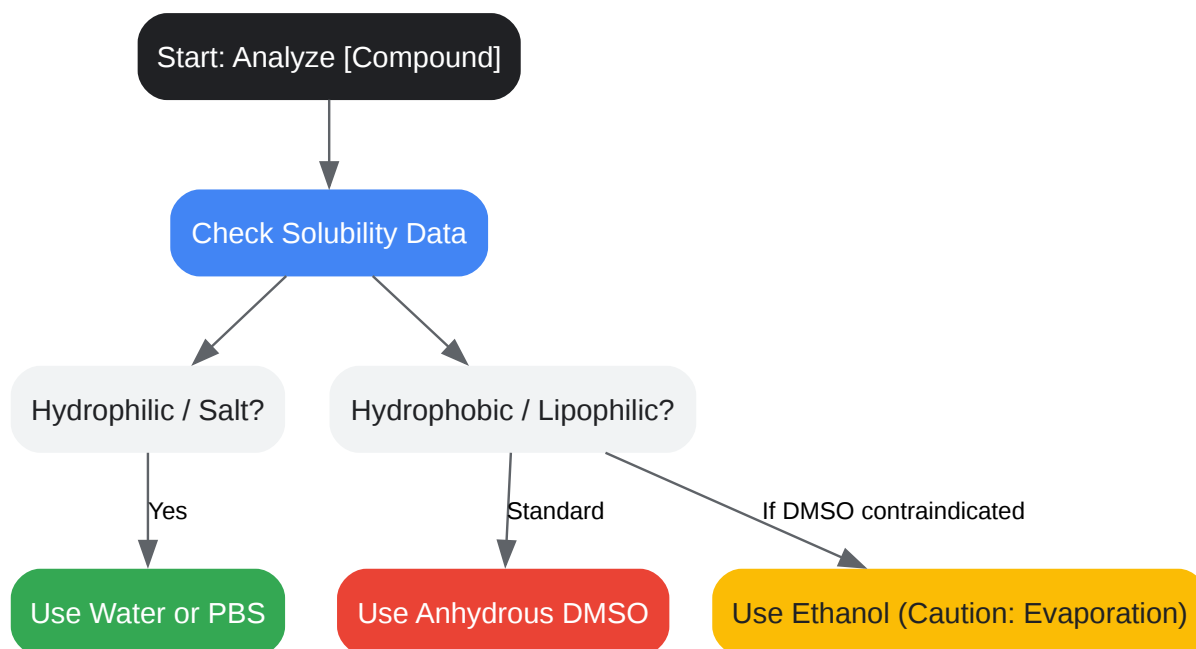 Start: Analyze [Compound]
Check Solubility Data
Hydrophilic / Salt?
Hydrophobic / Lipophilic?
Yes
Standard
If DMSO contraindicated
Use Water or PBS
Use Anhydrous DMSO
Use Ethanol (Caution: Evaporation)